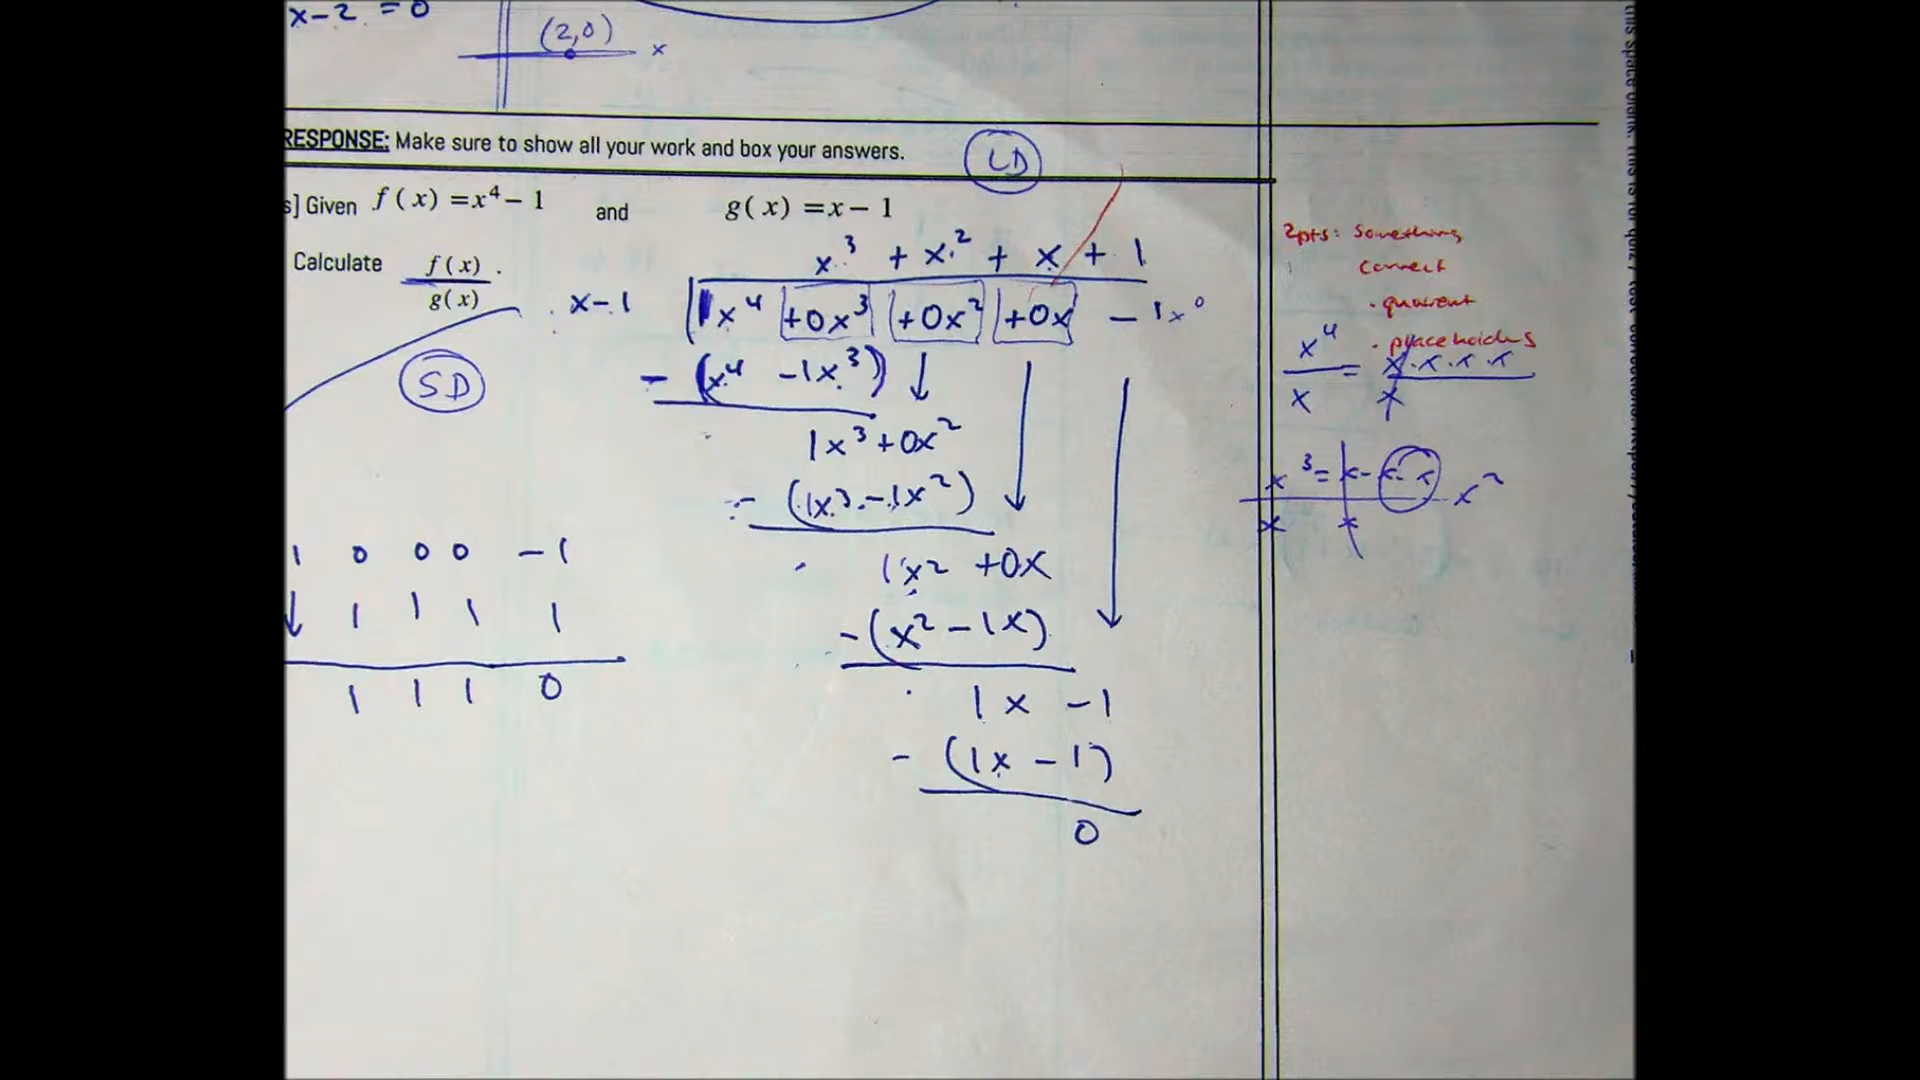 x-2 = 0
(2,0)
x
RESPONSE: Make sure to show all your work and box your answers.
LD
s] Given f(x) = x⁴ - 1 and g(x) = x - 1
Calculate f(x) / g(x) .
SD
x³ + x² + x + 1
x-1 1x⁴ +0x³ +0x² +0x - 1x⁰
- (x⁴ -1x³)
1x³ +0x²
- (1x³ -1x²)
1x² +0x
-(x² -1x)
1x -1
- (1x -1)
0
1 0 0 0 -1
1 1 1 1
1 1 1 0
2pts: Something
correct
placeholders
x⁴ / x = x·x·x·x / x
x³ / x = x·x·x / x x²